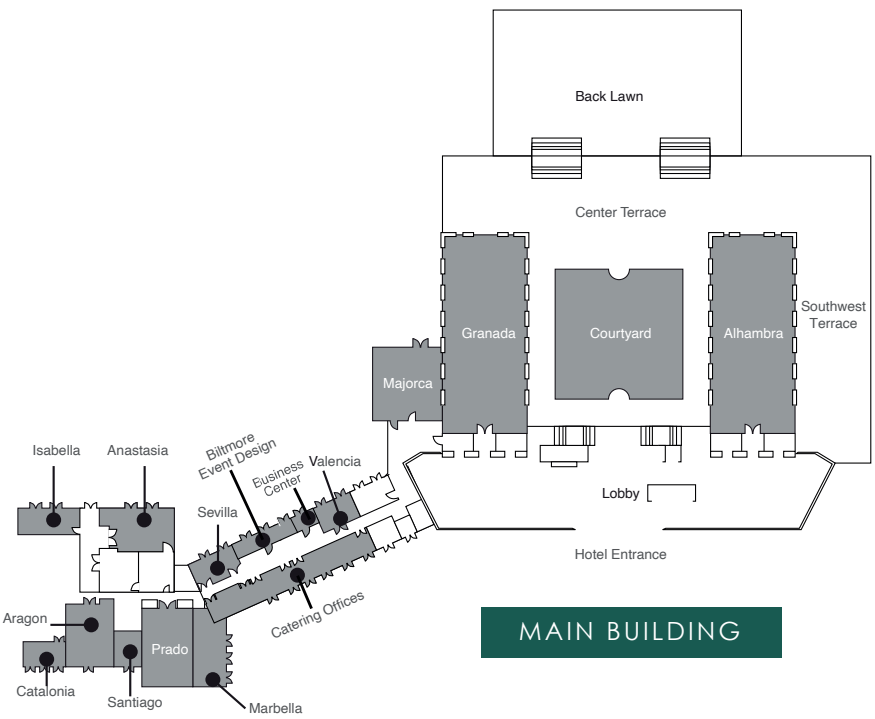 Back Lawn
Center Terrace
Southwest
Terrace
Granada
Courtyard
Alhambra
Majorca
Isabella
Anastasia
Biltmore
Event Design
Business
Center
Valencia
Sevilla
Lobby
Hotel Entrance
Aragon
Catering Offices
MAIN BUILDING
Prado
Catalonia
Santiago
Marbella